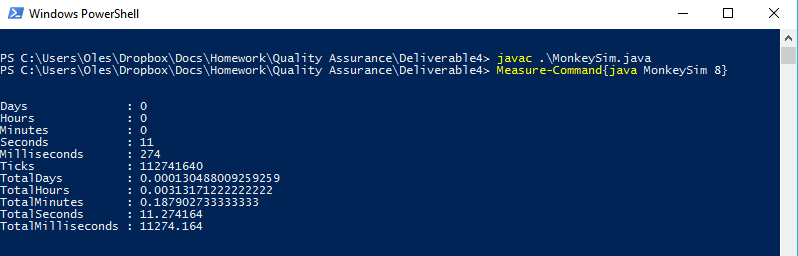 Windows PowerShell
PS C:\Users\Oles\Dropbox\Docs\Homework\Quality Assurance\Deliverable4> javac .\MonkeySim.java
PS C:\Users\Oles\Dropbox\Docs\Homework\Quality Assurance\Deliverable4> Measure-Command{java MonkeySim 8}
Days : 0
Hours : 0
Minutes : 0
Seconds : 11
Milliseconds : 274
Ticks : 112741640
TotalDays : 0.000130488009259259
TotalHours : 0.00313171222222222
TotalMinutes : 0.187902733333333
TotalSeconds : 11.274164
TotalMilliseconds : 11274.164